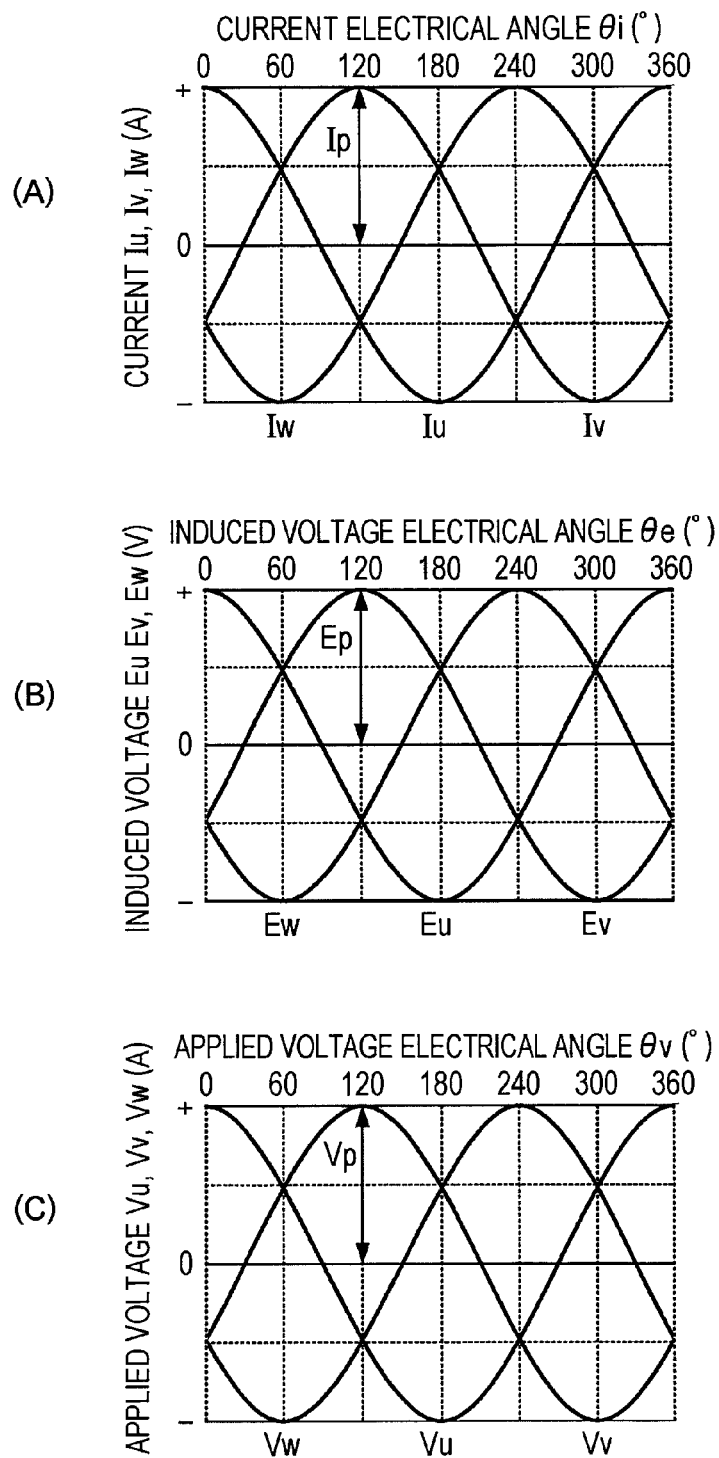 CURRENT ELECTRICAL ANGLE θi (°)
0 60 120 180 240 300 360
(A)
CURRENT Iu, Iv, Iw (A)
+
Ip
0
−
Iw Iu Iv
INDUCED VOLTAGE ELECTRICAL ANGLE θe (°)
0 60 120 180 240 300 360
(B)
INDUCED VOLTAGE Eu Ev, Ew (V)
+
Ep
0
−
Ew Eu Ev
APPLIED VOLTAGE ELECTRICAL ANGLE θv (°)
0 60 120 180 240 300 360
(C)
APPLIED VOLTAGE Vu, Vv, Vw (A)
+
Vp
0
−
Vw Vu Vv